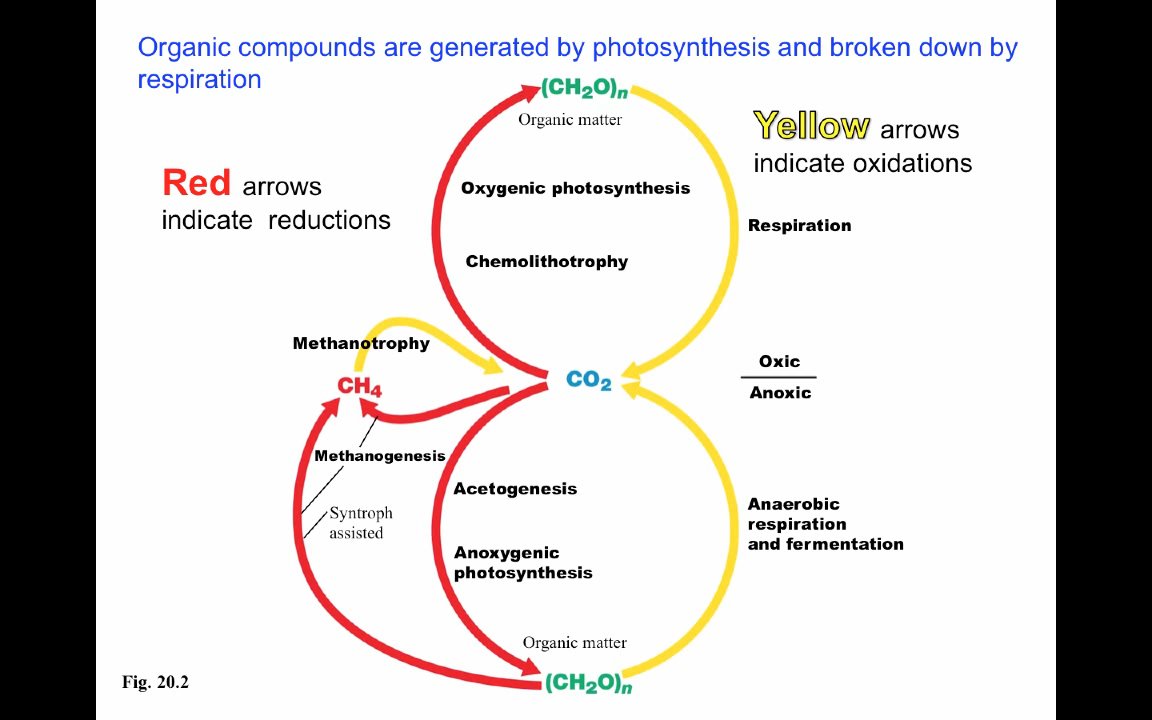 Organic compounds are generated by photosynthesis and broken down by
respiration
(CH2O)n
Organic matter
Yellow arrows
indicate oxidations
Red arrows
indicate  reductions
Oxygenic photosynthesis
Respiration
Chemolithotrophy
Methanotrophy
CH4
CO2
Oxic
Anoxic
Methanogenesis
Syntroph
assisted
Acetogenesis
Anoxygenic
photosynthesis
Anaerobic
respiration
and fermentation
Organic matter
(CH2O)n
Fig. 20.2